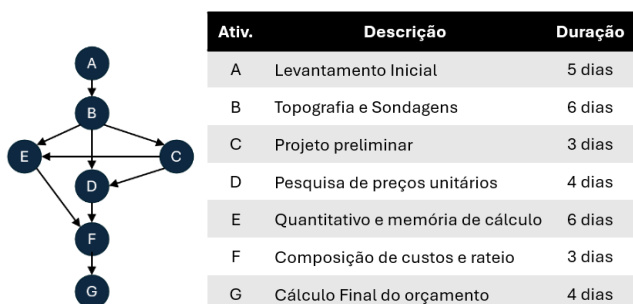 A
B
E
C
D
F
G
Ativ. Descrição Duração
A Levantamento Inicial 5 dias
B Topografia e Sondagens 6 dias
C Projeto preliminar 3 dias
D Pesquisa de preços unitários 4 dias
E Quantitativo e memória de cálculo 6 dias
F Composição de custos e rateio 3 dias
G Cálculo Final do orçamento 4 dias